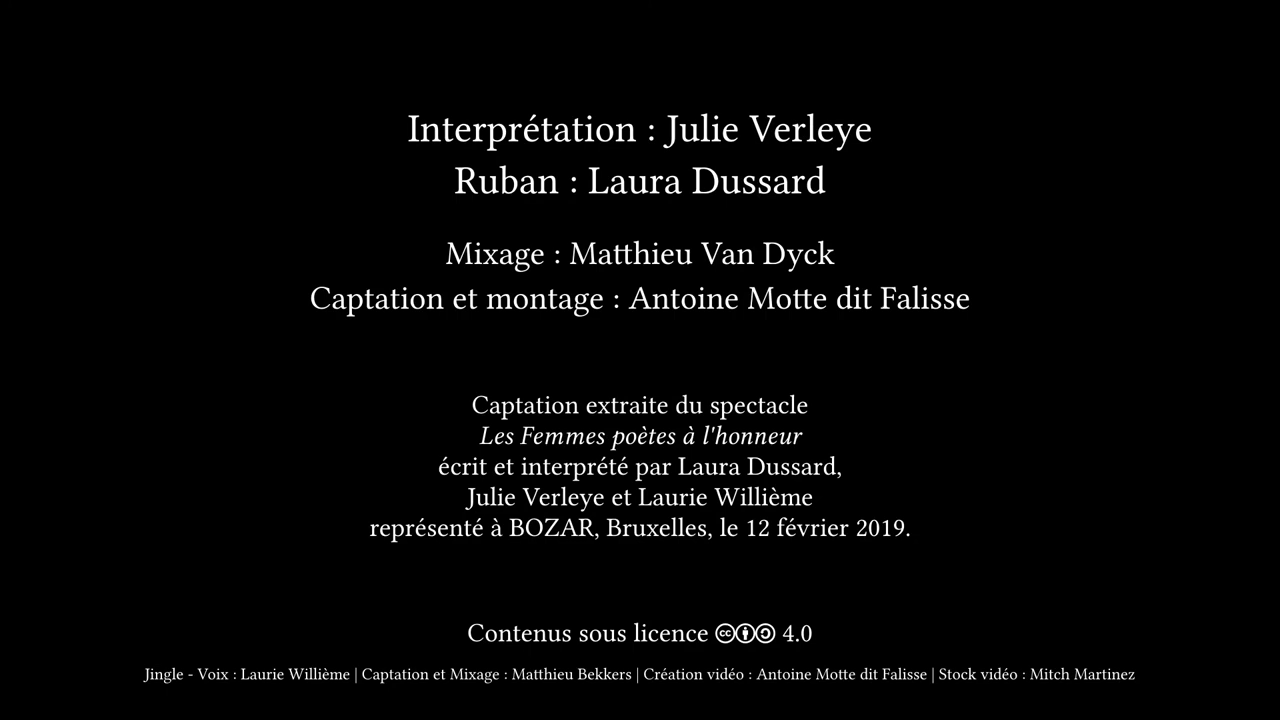 Interprétation : Julie Verleye
Ruban : Laura Dussard
Mixage : Matthieu Van Dyck
Captation et montage : Antoine Motte dit Falisse
Captation extraite du spectacle
Les Femmes poètes à l'honneur
écrit et interprété par Laura Dussard,
Julie Verleye et Laurie Willième
représenté à BOZAR, Bruxelles, le 12 février 2019.
Contenus sous licence 🅭🅯🄎 4.0
Jingle - Voix : Laurie Willième | Captation et Mixage : Matthieu Bekkers | Création vidéo : Antoine Motte dit Falisse | Stock vidéo : Mitch Martinez